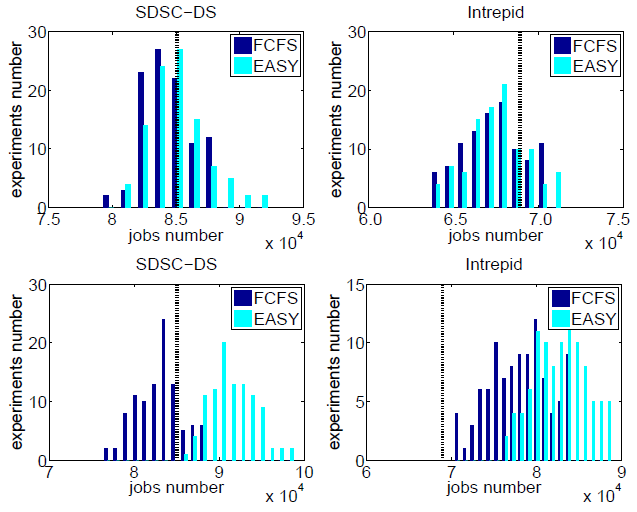 SDSC−DS
30
20
10
0
experiments number
FCFS
EASY
7.5 8 8.5 9 9.5
jobs number
x 10^4
Intrepid
30
20
10
0
experiments number
FCFS
EASY
6.0 6.5 7.0 7.5
jobs number
x 10^4
SDSC−DS
30
20
10
0
experiments number
FCFS
EASY
7 8 9 10
jobs number
x 10^4
Intrepid
15
10
5
0
experiments number
FCFS
EASY
6 7 8 9
jobs number
x 10^4